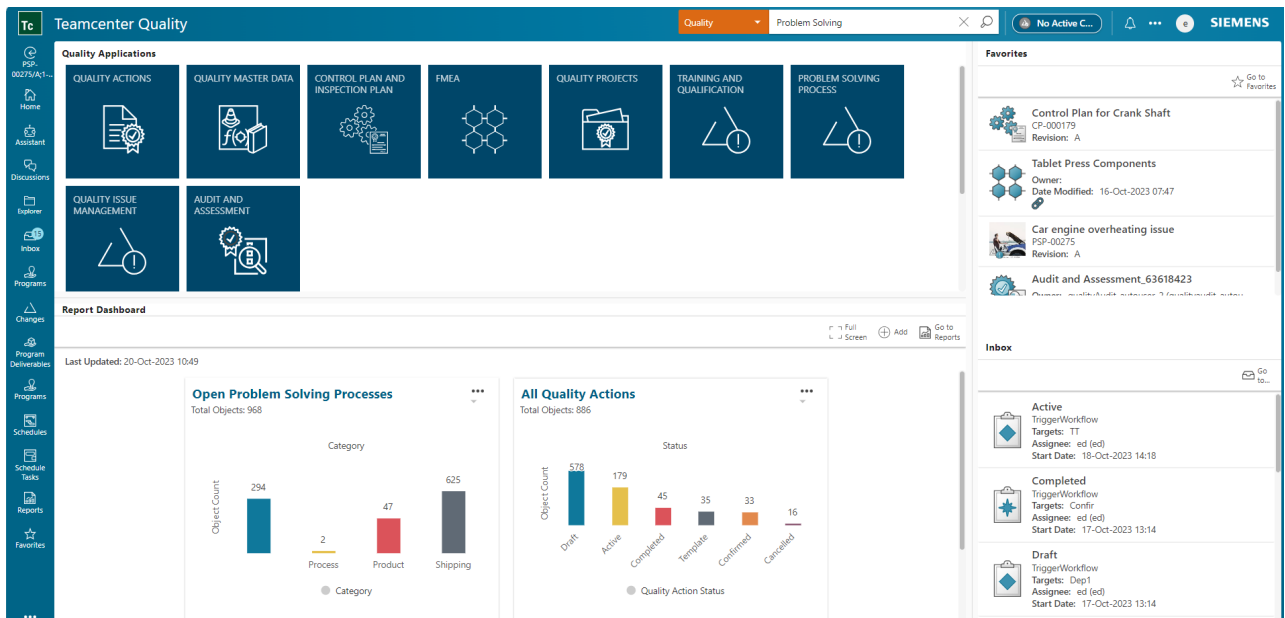 Tc Teamcenter Quality
Quality
Problem Solving
No Active C...
e
SIEMENS
PSP-
00275/A;1-...
Home
Assistant
Discussions
Explorer
15
Inbox
Programs
Changes
Program
Deliverables
Programs
Schedules
Schedule
Tasks
Reports
Favorites
Quality Applications
QUALITY ACTIONS
QUALITY MASTER DATA
f(x)
CONTROL PLAN AND
INSPECTION PLAN
FMEA
QUALITY PROJECTS
TRAINING AND
QUALIFICATION
PROBLEM SOLVING
PROCESS
QUALITY ISSUE
MANAGEMENT
AUDIT AND
ASSESSMENT
Report Dashboard
Full
Screen
Add
Go to
Reports
Last Updated: 20-Oct-2023 10:49
Open Problem Solving Processes
Total Objects: 968
Category
Object Count
294
2
47
625
Process
Product
Shipping
Category
All Quality Actions
Total Objects: 886
Status
Object Count
578
179
45
35
33
16
Draft
Active
Completed
Template
Confirmed
Cancelled
Quality Action Status
Favorites
Go to
Favorites
Control Plan for Crank Shaft
CP-000179
Revision: A
Tablet Press Components
Owner:
Date Modified: 16-Oct-2023 07:47
Car engine overheating issue
PSP-00275
Revision: A
Audit and Assessment_63618423
Inbox
Go
to...
Active
TriggerWorkflow
Targets: TT
Assignee: ed (ed)
Start Date: 18-Oct-2023 14:18
Completed
TriggerWorkflow
Targets: Confir
Assignee: ed (ed)
Start Date: 17-Oct-2023 13:14
Draft
TriggerWorkflow
Targets: Dep1
Assignee: ed (ed)
Start Date: 17-Oct-2023 13:14